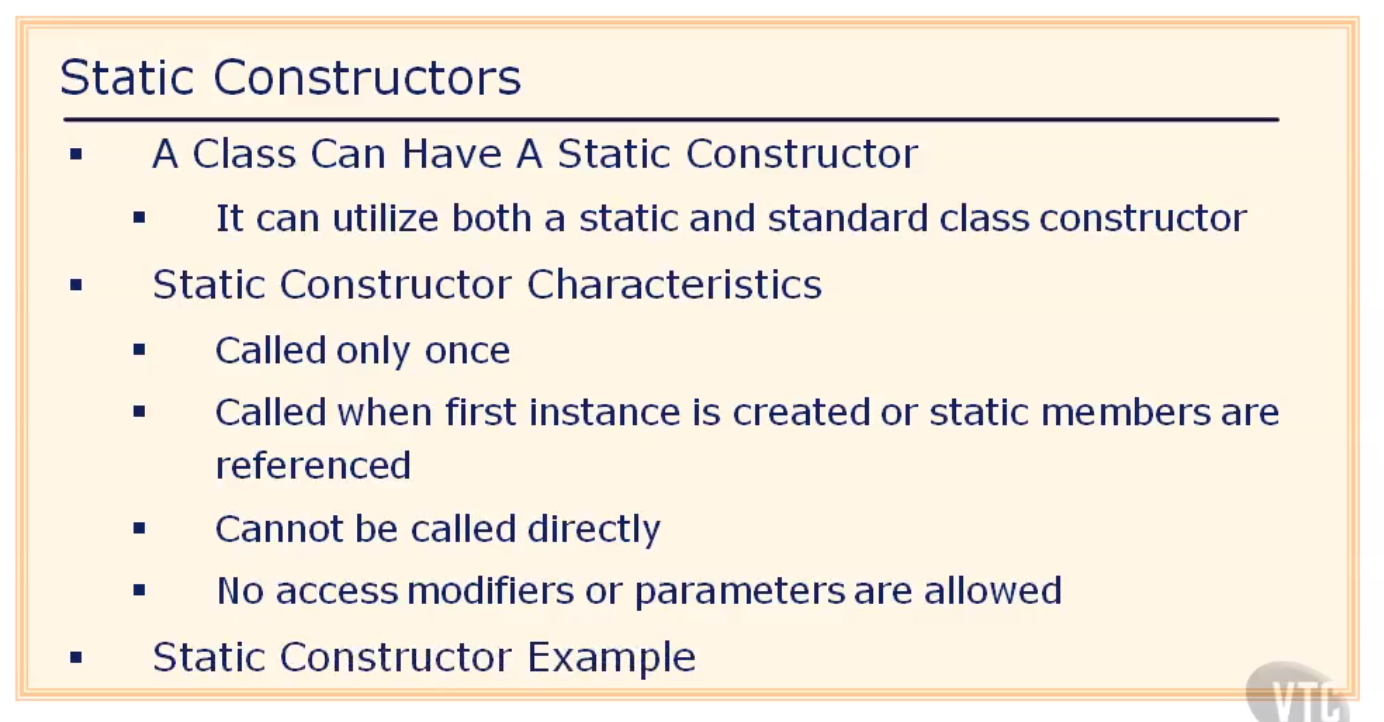 Static Constructors
▪ A Class Can Have A Static Constructor
▪ It can utilize both a static and standard class constructor
▪ Static Constructor Characteristics
▪ Called only once
▪ Called when first instance is created or static members are
referenced
▪ Cannot be called directly
▪ No access modifiers or parameters are allowed
▪ Static Constructor Example
VTC